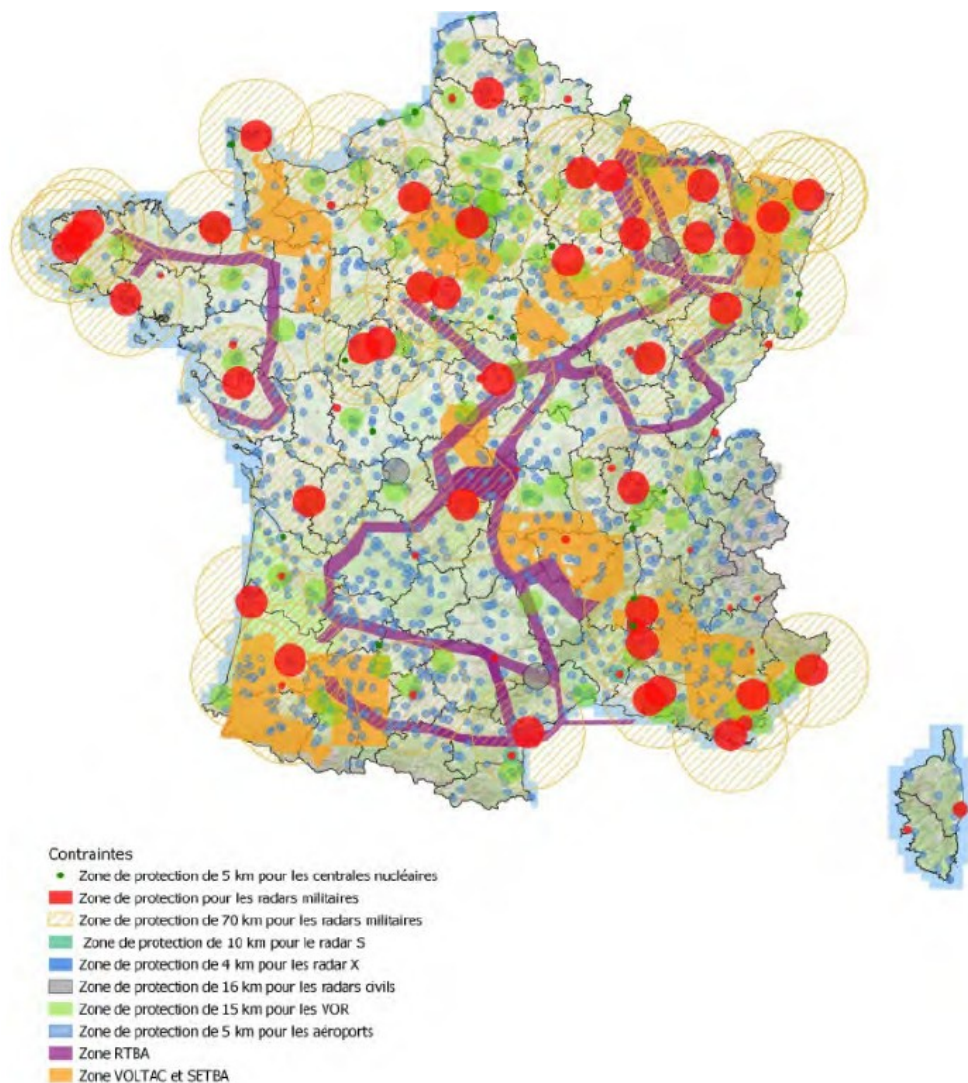 Contraintes
Zone de protection de 5 km pour les centrales nucléaires
Zone de protection pour les radars militaires
Zone de protection de 70 km pour les radars militaires
Zone de protection de 10 km pour le radar S
Zone de protection de 4 km pour les radar X
Zone de protection de 16 km pour les radars civils
Zone de protection de 15 km pour les VOR
Zone de protection de 5 km pour les aéroports
Zone RTBA
Zone VOLTAC et SETBA